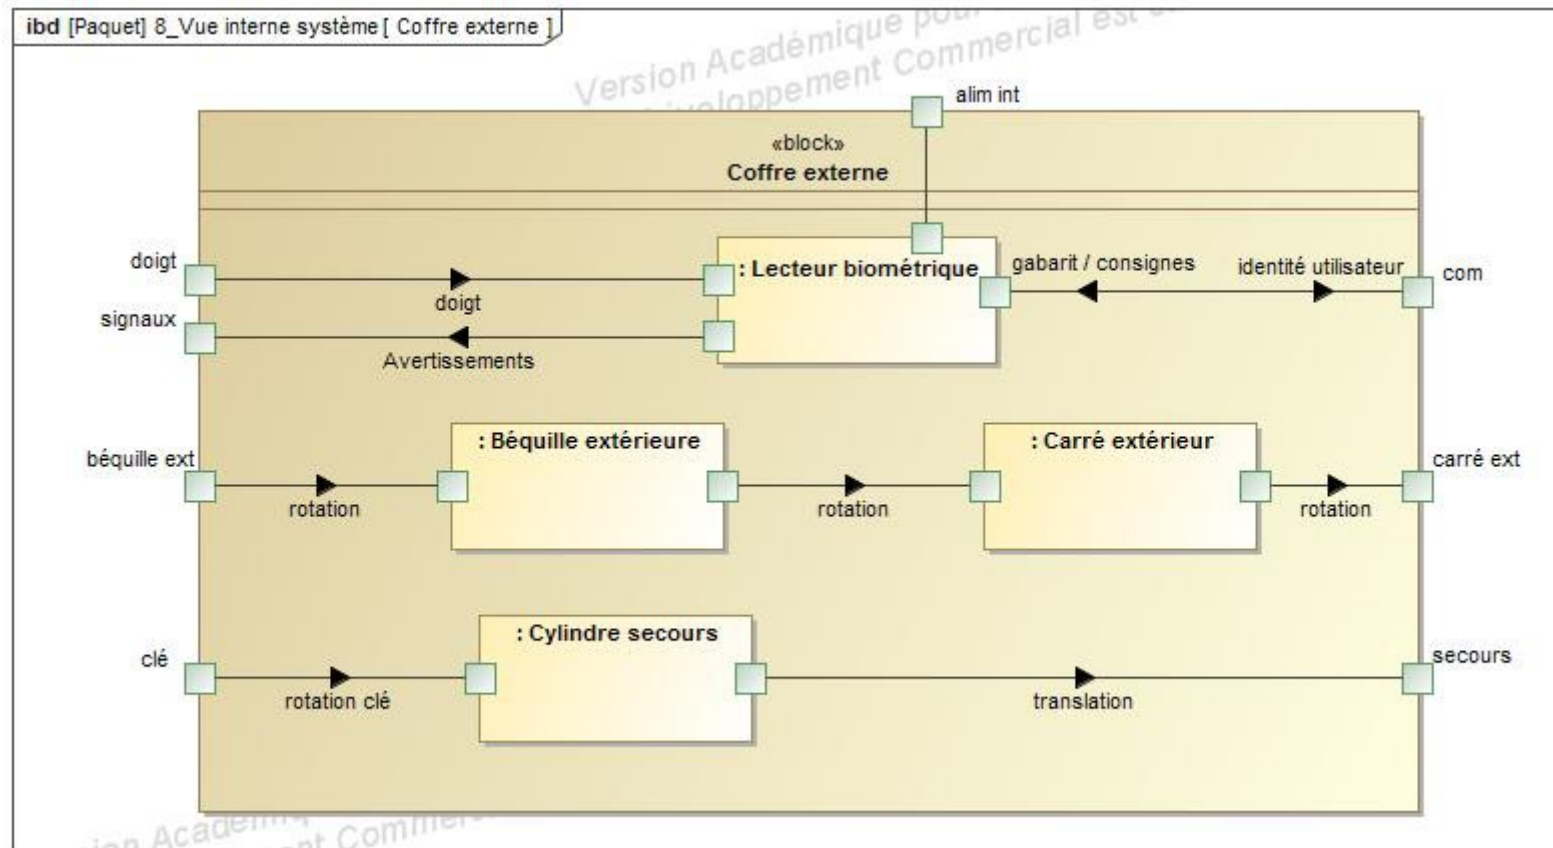 ibd [Paquet] 8_Vue interne système [ Coffre externe ]
Version Académique pour
Développement Commercial est
alim int
«block»
Coffre externe
doigt
doigt
signaux
Avertissements
: Lecteur biométrique
gabarit / consignes
identité utilisateur
com
béquille ext
rotation
: Béquille extérieure
rotation
: Carré extérieur
rotation
carré ext
clé
rotation clé
: Cylindre secours
translation
secours